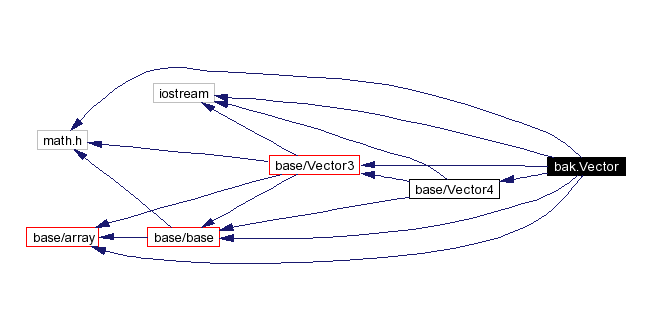 iostream
math.h
base/Vector3
bak.Vector
base/Vector4
base/array
base/base